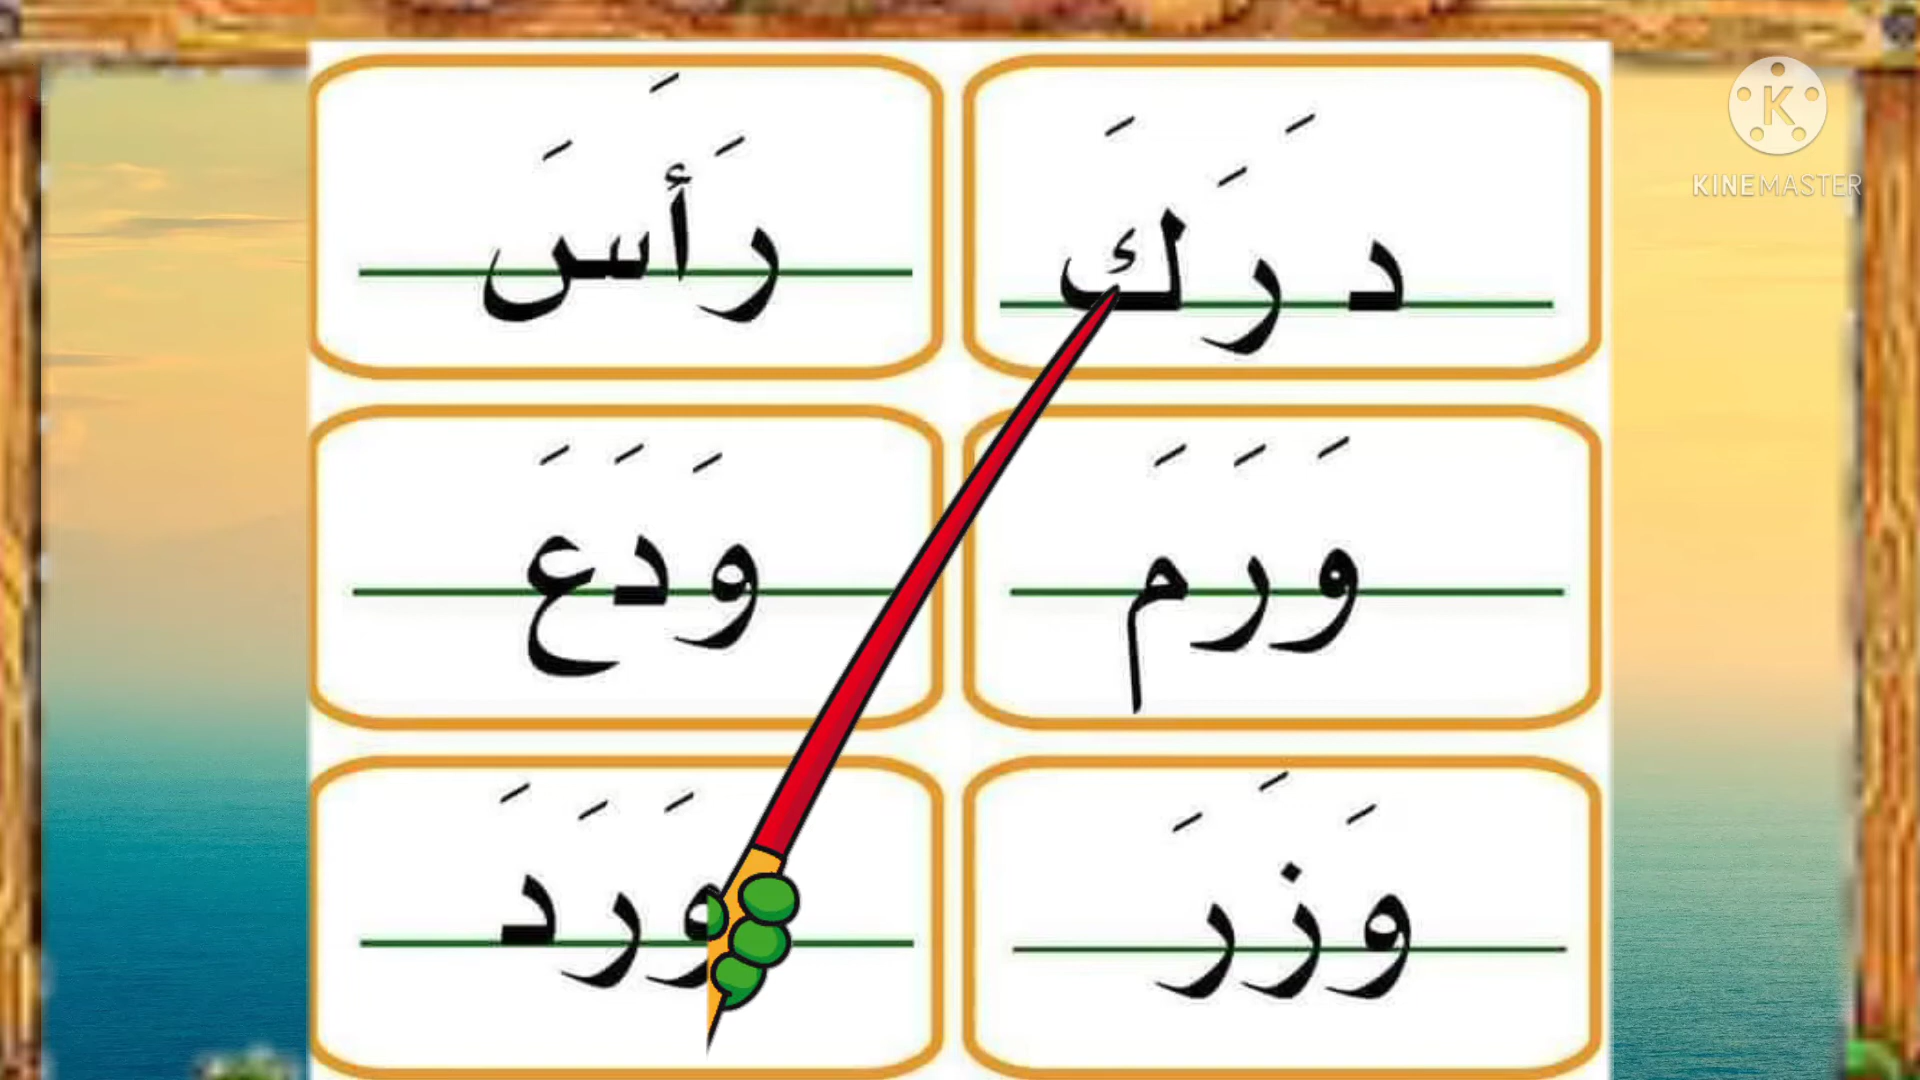 دَرَكَ
رَأَسَ
وَرَمَ
وَدَعَ
وَزَرَ
وَرَدَ
KINEMASTER